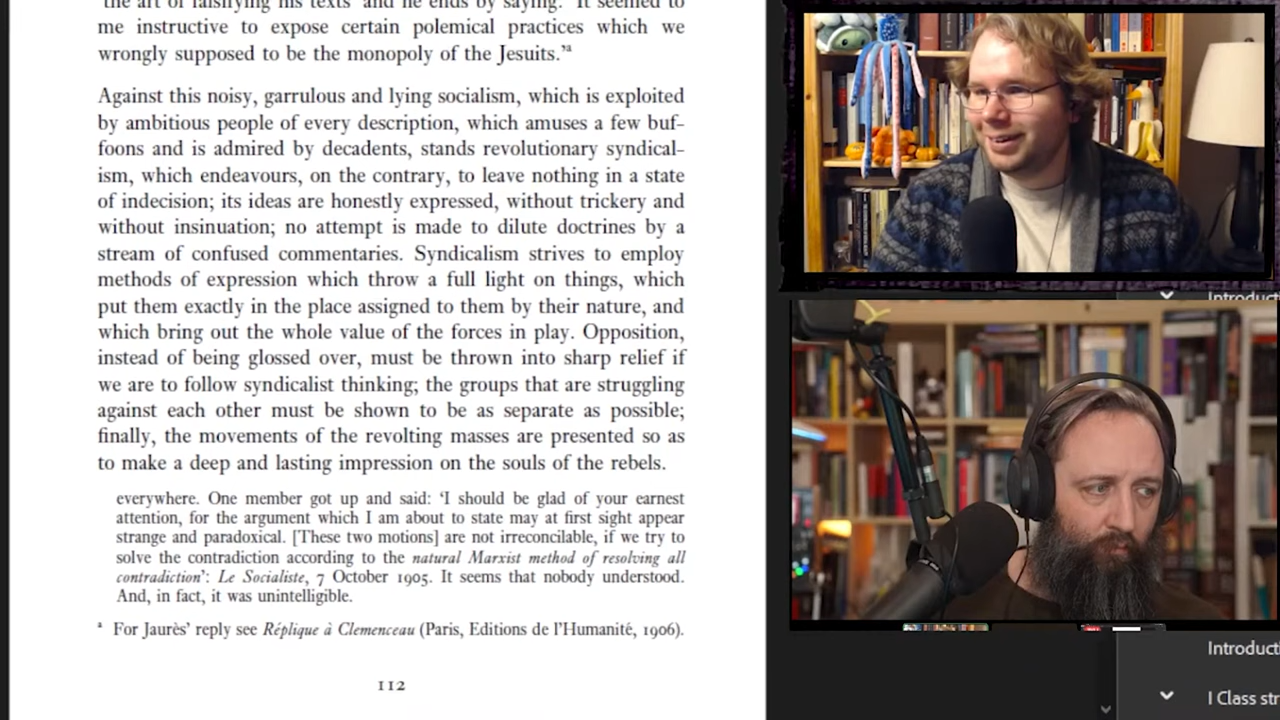 'the art of falsifying his texts' and he ends by saying: 'It seemed to
me instructive to expose certain polemical practices which we
wrongly supposed to be the monopoly of the Jesuits.'ª
Against this noisy, garrulous and lying socialism, which is exploited
by ambitious people of every description, which amuses a few buf-
foons and is admired by decadents, stands revolutionary syndical-
ism, which endeavours, on the contrary, to leave nothing in a state
of indecision; its ideas are honestly expressed, without trickery and
without insinuation; no attempt is made to dilute doctrines by a
stream of confused commentaries. Syndicalism strives to employ
methods of expression which throw a full light on things, which
put them exactly in the place assigned to them by their nature, and
which bring out the whole value of the forces in play. Opposition,
instead of being glossed over, must be thrown into sharp relief if
we are to follow syndicalist thinking; the groups that are struggling
against each other must be shown to be as separate as possible;
finally, the movements of the revolting masses are presented so as
to make a deep and lasting impression on the souls of the rebels.
everywhere. One member got up and said: 'I should be glad of your earnest
attention, for the argument which I am about to state may at first sight appear
strange and paradoxical. [These two motions] are not irreconcilable, if we try to
solve the contradiction according to the natural Marxist method of resolving all
contradiction': Le Socialiste, 7 October 1905. It seems that nobody understood.
And, in fact, it was unintelligible.
ª For Jaurès' reply see Réplique à Clemenceau (Paris, Editions de l'Humanité, 1906).
112
Introduct
Introducti
I Class str